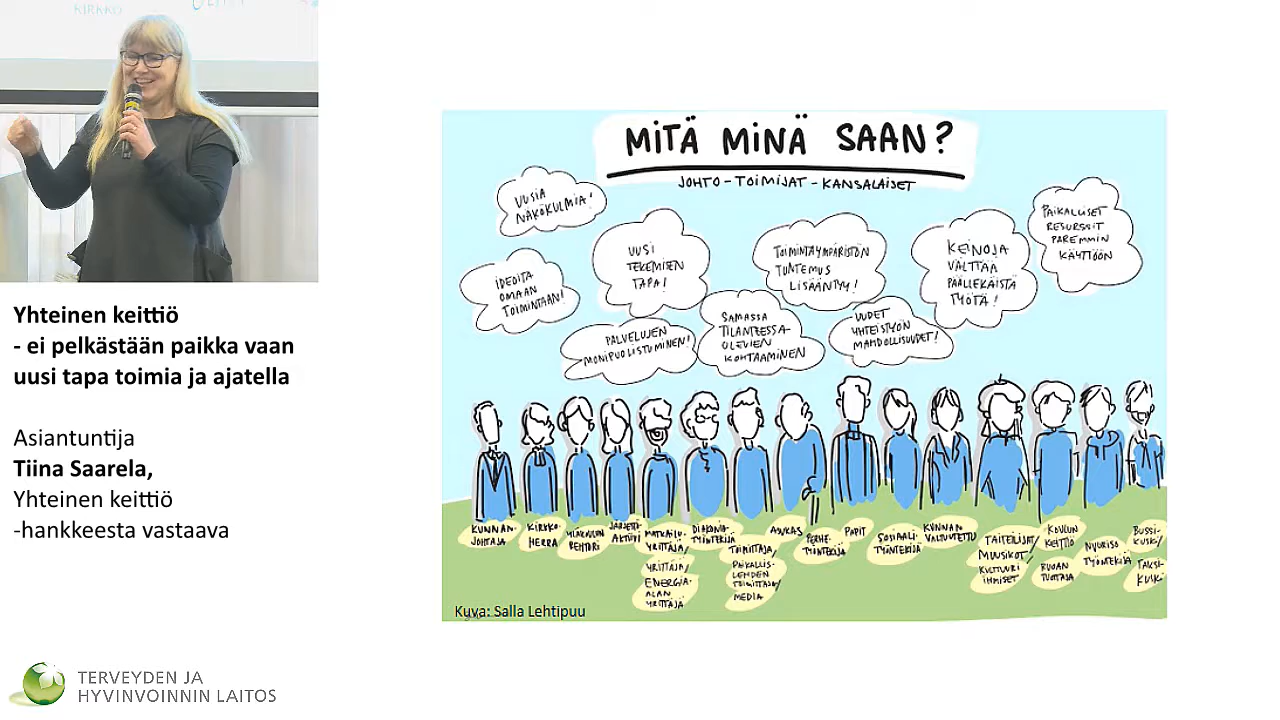 KIRKKO
Yhteinen keittiö
- ei pelkästään paikka vaan
uusi tapa toimia ja ajatella
Asiantuntija
Tiina Saarela,
Yhteinen keittiö
-hankkeesta vastaava
TERVEYDEN JA
HYVINVOINNIN LAITOS
MITÄ MINÄ SAAN?
JOHTO - TOIMIJAT - KANSALAISET
UUSIA
NÄKÖKULMIA!
IDEOITA
OMAAN
TOIMINTAAN!
UUSI
TEKEMISEN
TAPA!
PALVELUJEN
MONIPUOLISTUMINEN!
SAMASSA
TILANTEESSA
OLEVIEN
KOHTAAMINEN
TOIMINTAYMPÄRISTÖN
TUNTEMUS
LISÄÄNTYY!
UUDET
YHTEISTYÖN
MAHDOLLISUUDET!
KEINOJA
VÄLTTÄÄ
PÄÄLLEKÄISTÄ
TYÖTÄ!
PAIKALLISET
RESURSSIT
PAREMMIN
KÄYTTÖÖN
KUNNAN-
JOHTAJA
KIRKKO-
HERRA
YLÄKOULUN
REHTORI
JÄRJESTÖ-
AKTIIVI
MATKAILU-
YRITTÄJÄ/
YRITTÄJÄ/
ENERGIA-
ALAN
YRITTÄJÄ
DIAKONIA-
TYÖNTEKIJÄ
TOIMITTAJA/
PAIKALLIS-
LEHDEN
TOIMITTAJA/
MEDIA
ASUKAS
PERHE-
TYÖNTEKIJÄ
PAPIT
SOSIAALI-
TYÖNTEKIJÄ
KUNNAN
VALTUUTETTU
TAITEILIJAT/
MUUSIKOT/
KULTTUURI
IHMISET
KOULUN
KEITTIÖ
RUOAN
TUOTTAJA
NUORISO
TYÖNTEKIJÄ
BUSSI-
KUSKI/
TAKSI-
KUSKI
Kuva: Salla Lehtipuu